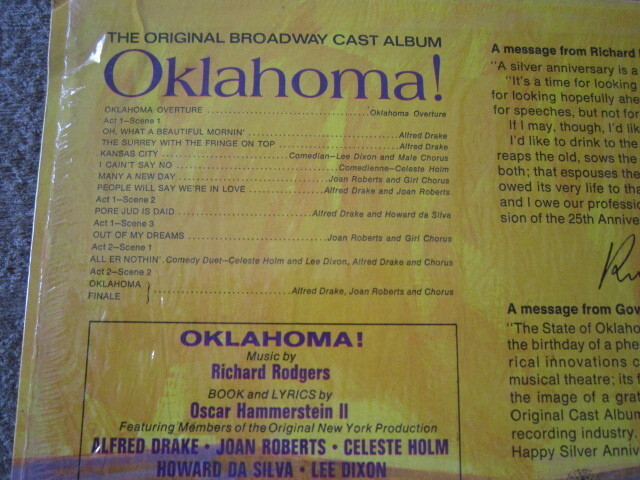 THE ORIGINAL BROADWAY CAST ALBUM
Oklahoma!
OKLAHOMA OVERTURE ........ Oklahoma Overture
Act 1—Scene 1
OH, WHAT A BEAUTIFUL MORNIN' ........ Alfred Drake
THE SURREY WITH THE FRINGE ON TOP ........ Alfred Drake
KANSAS CITY ........ Comedian—Lee Dixon and Male Chorus
I CAIN'T SAY NO ........ Comedienne—Celeste Holm
MANY A NEW DAY ........ Joan Roberts and Girl Chorus
PEOPLE WILL SAY WE'RE IN LOVE ........ Alfred Drake and Joan Roberts
Act 1—Scene 2
PORE JUD IS DAID ........ Alfred Drake and Howard da Silva
Act 1—Scene 3
OUT OF MY DREAMS ........ Joan Roberts and Girl Chorus
Act 2—Scene 1
ALL ER NOTHIN' . Comedy Duet—Celeste Holm and Lee Dixon, Alfred Drake and Chorus
Act 2—Scene 2
OKLAHOMA
FINALE } ........ Alfred Drake, Joan Roberts and Chorus
OKLAHOMA!
Music by
Richard Rodgers
BOOK and LYRICS by
Oscar Hammerstein II
Featuring Members of the Original New York Production
ALFRED DRAKE • JOAN ROBERTS • CELESTE HOLM
HOWARD DA SILVA • LEE DIXON
A message from Richard
"A silver anniversary is a
"It's a time for looking
for looking hopefully ahe
for speeches, but not for
If I may, though, I'd lik
I'd like to drink to the
reaps the old, sows the
both; that espouses the
owed its very life to th
and I owe our professi
sion of the 25th Annive
A message from Gov
"The State of Oklaho
the birthday of a phe
rical innovations c
musical theatre; its f
the image of a grat
Original Cast Album
recording industry.
Happy Silver Anniv